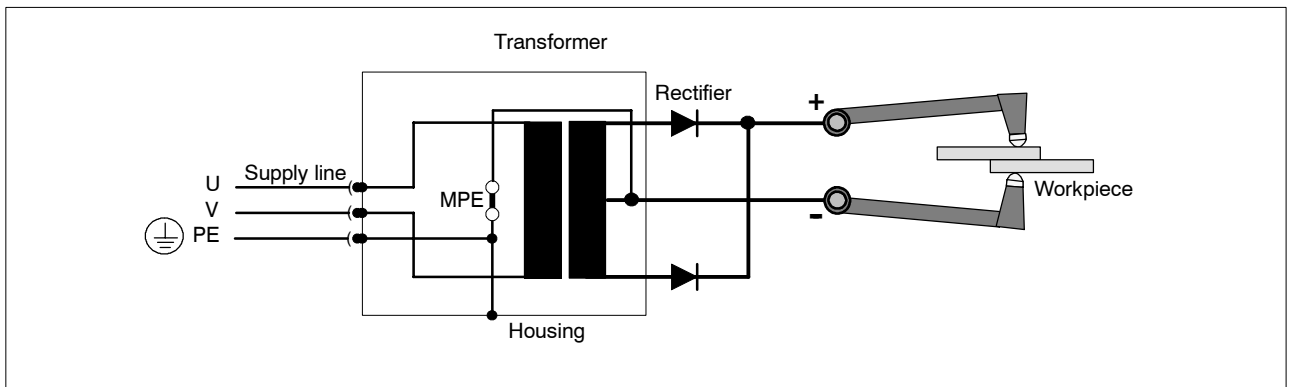 Transformer
Rectifier
+
Supply line
U
V
PE
MPE
-
Workpiece
Housing